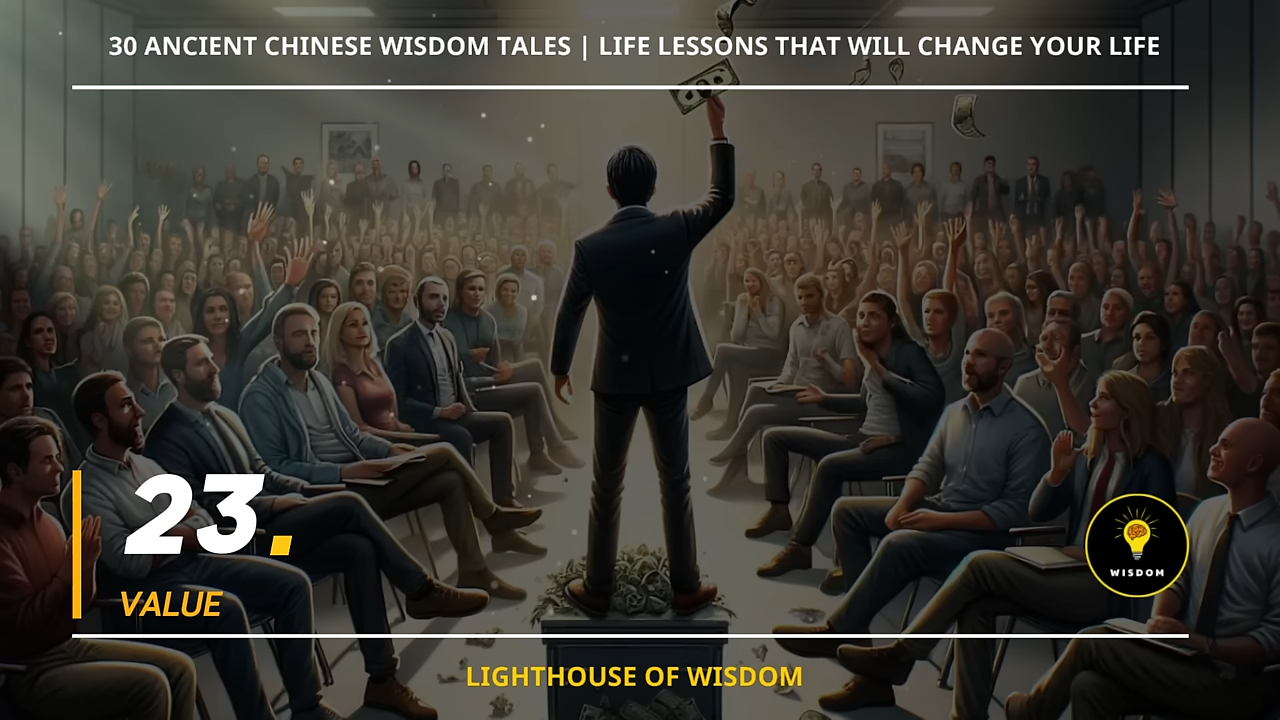 30 ANCIENT CHINESE WISDOM TALES | LIFE LESSONS THAT WILL CHANGE YOUR LIFE
23.
VALUE
WISDOM
LIGHTHOUSE OF WISDOM